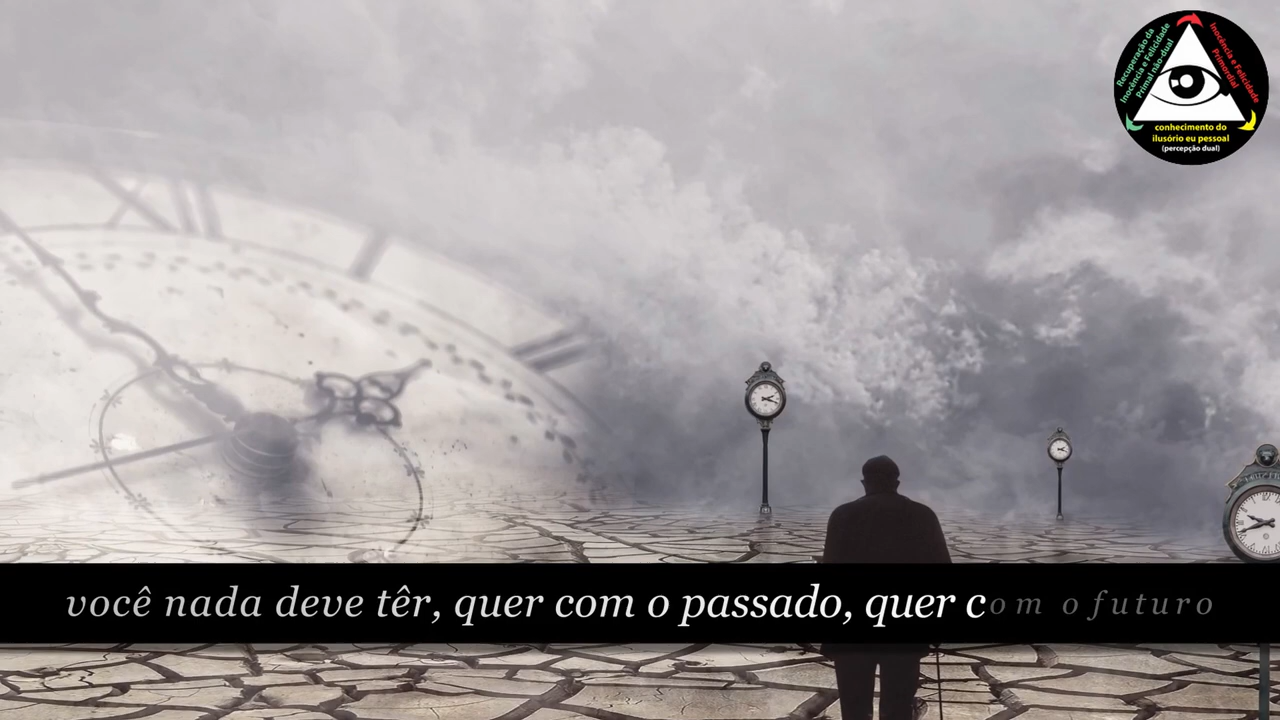 Recuperação da
Inocência e Felicidade
Primal não-dual
Inocência e Felicidade
Primordial
conhecimento do
ilusório eu pessoal
(percepção dual)
você nada deve têr, quer com o passado, quer com o futuro